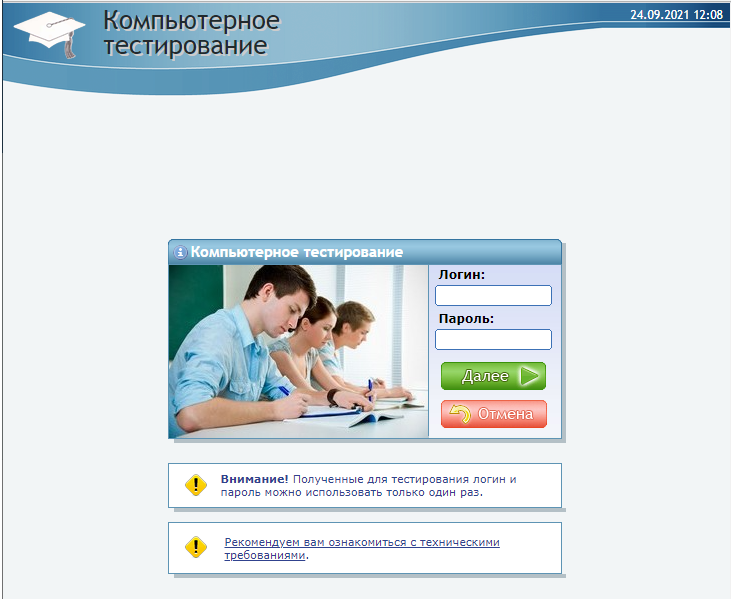 Компьютерное
тестирование
24.09.2021 12:08
Компьютерное тестирование
Логин:
Пароль:
Далее
Отмена
Внимание! Полученные для тестирования логин и
пароль можно использовать только один раз.
Рекомендуем вам ознакомиться с техническими
требованиями.